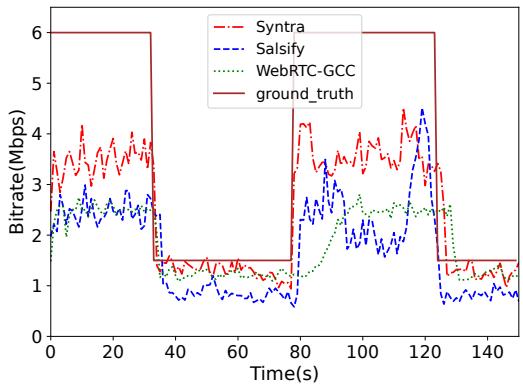 6
5
4
3
2
1
0
Bitrate(Mbps)
Syntra
Salsify
WebRTC-GCC
ground_truth
0 20 40 60 80 100 120 140
Time(s)